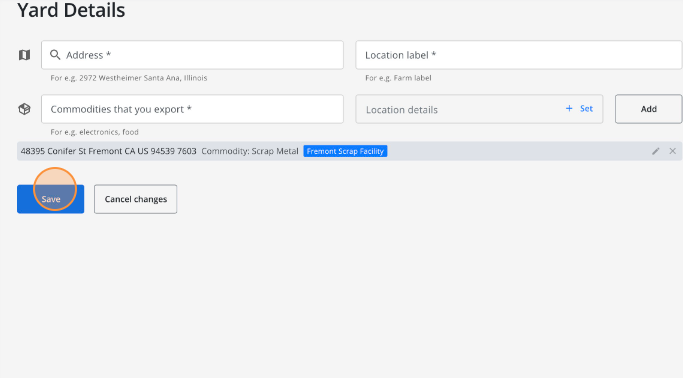 Yard Details
Address *
Location label *
For e.g. 2972 Westheimer Santa Ana, Illinois
For e.g. Farm label
Commodities that you export *
Location details
+ Set
Add
For e.g. electronics, food
48395 Conifer St Fremont CA US 94539 7603 Commodity: Scrap Metal Fremont Scrap Facility
Save
Cancel changes